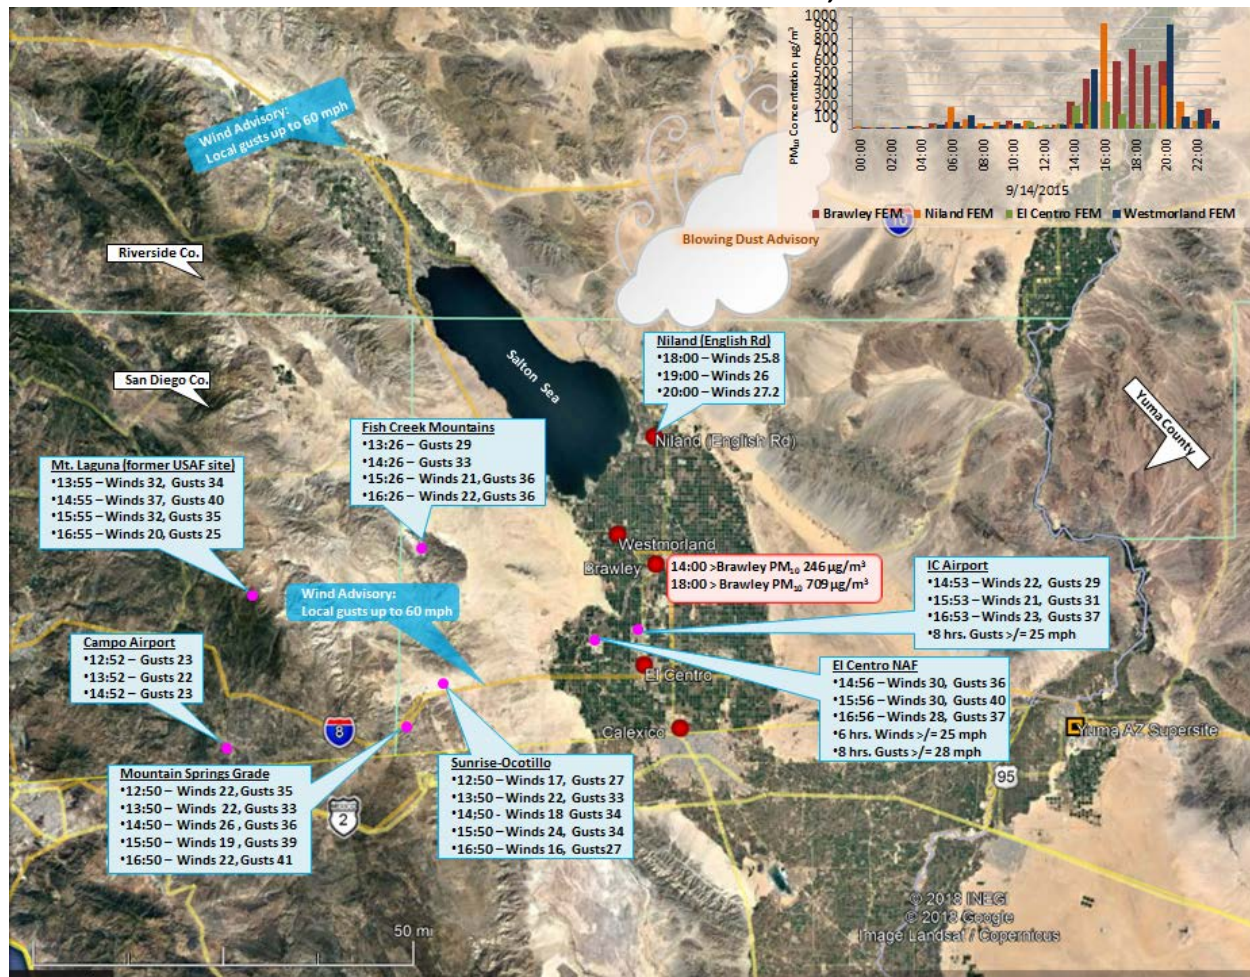 1000
900
800
700
600
500
400
300
200
100
0
PM₁₀ Concentration µg/m³
00:00
02:00
04:00
06:00
08:00
10:00
12:00
14:00
16:00
18:00
20:00
22:00
9/14/2015
Brawley FEM
Niland FEM
El Centro FEM
Westmorland FEM
Wind Advisory:
Local gusts up to 60 mph
10
Blowing Dust Advisory
Riverside Co.
San Diego Co.
Salton Sea
Niland (English Rd)
•18:00 – Winds 25.8
•19:00 – Winds 26
•20:00 – Winds 27.2
Yuma County
Niland (English Rd)
Fish Creek Mountains
•13:26 – Gusts 29
•14:26 – Gusts 33
•15:26 – Winds 21, Gusts 36
•16:26 – Winds 22, Gusts 36
Mt. Laguna (former USAF site)
•13:55 – Winds 32, Gusts 34
•14:55 – Winds 37, Gusts 40
•15:55 – Winds 32, Gusts 35
•16:55 – Winds 20, Gusts 25
Westmorland
Brawley
14:00 >Brawley PM₁₀ 246 µg/m³
18:00 > Brawley PM₁₀ 709 µg/m³
IC Airport
•14:53 – Winds 22, Gusts 29
•15:53 – Winds 21, Gusts 31
•16:53 – Winds 23, Gusts 37
•8 hrs. Gusts >/= 25 mph
Wind Advisory:
Local gusts up to 60 mph
Campo Airport
•12:52 – Gusts 23
•13:52 – Gusts 22
•14:52 – Gusts 23
El Centro
El Centro NAF
•14:56 – Winds 30, Gusts 36
•15:56 – Winds 30, Gusts 40
•16:56 – Winds 28, Gusts 37
•6 hrs. Winds >/= 25 mph
•8 hrs. Gusts >/= 28 mph
8
Calexico
Yuma AZ Supersite
95
Mountain Springs Grade
•12:50 – Winds 22, Gusts 35
•13:50 – Winds 22, Gusts 33
•14:50 – Winds 26 , Gusts 36
•15:50 – Winds 19 , Gusts 39
•16:50 – Winds 22, Gusts 41
MEXICO
2
Sunrise-Ocotillo
•12:50 – Winds 17, Gusts 27
•13:50 – Winds 22, Gusts 33
•14:50 - Winds 18 Gusts 34
•15:50 – Winds 24, Gusts 34
•16:50 – Winds 16, Gusts27
50 mi
© 2018 INEGI
© 2018 Google
Image Landsat / Copernicus